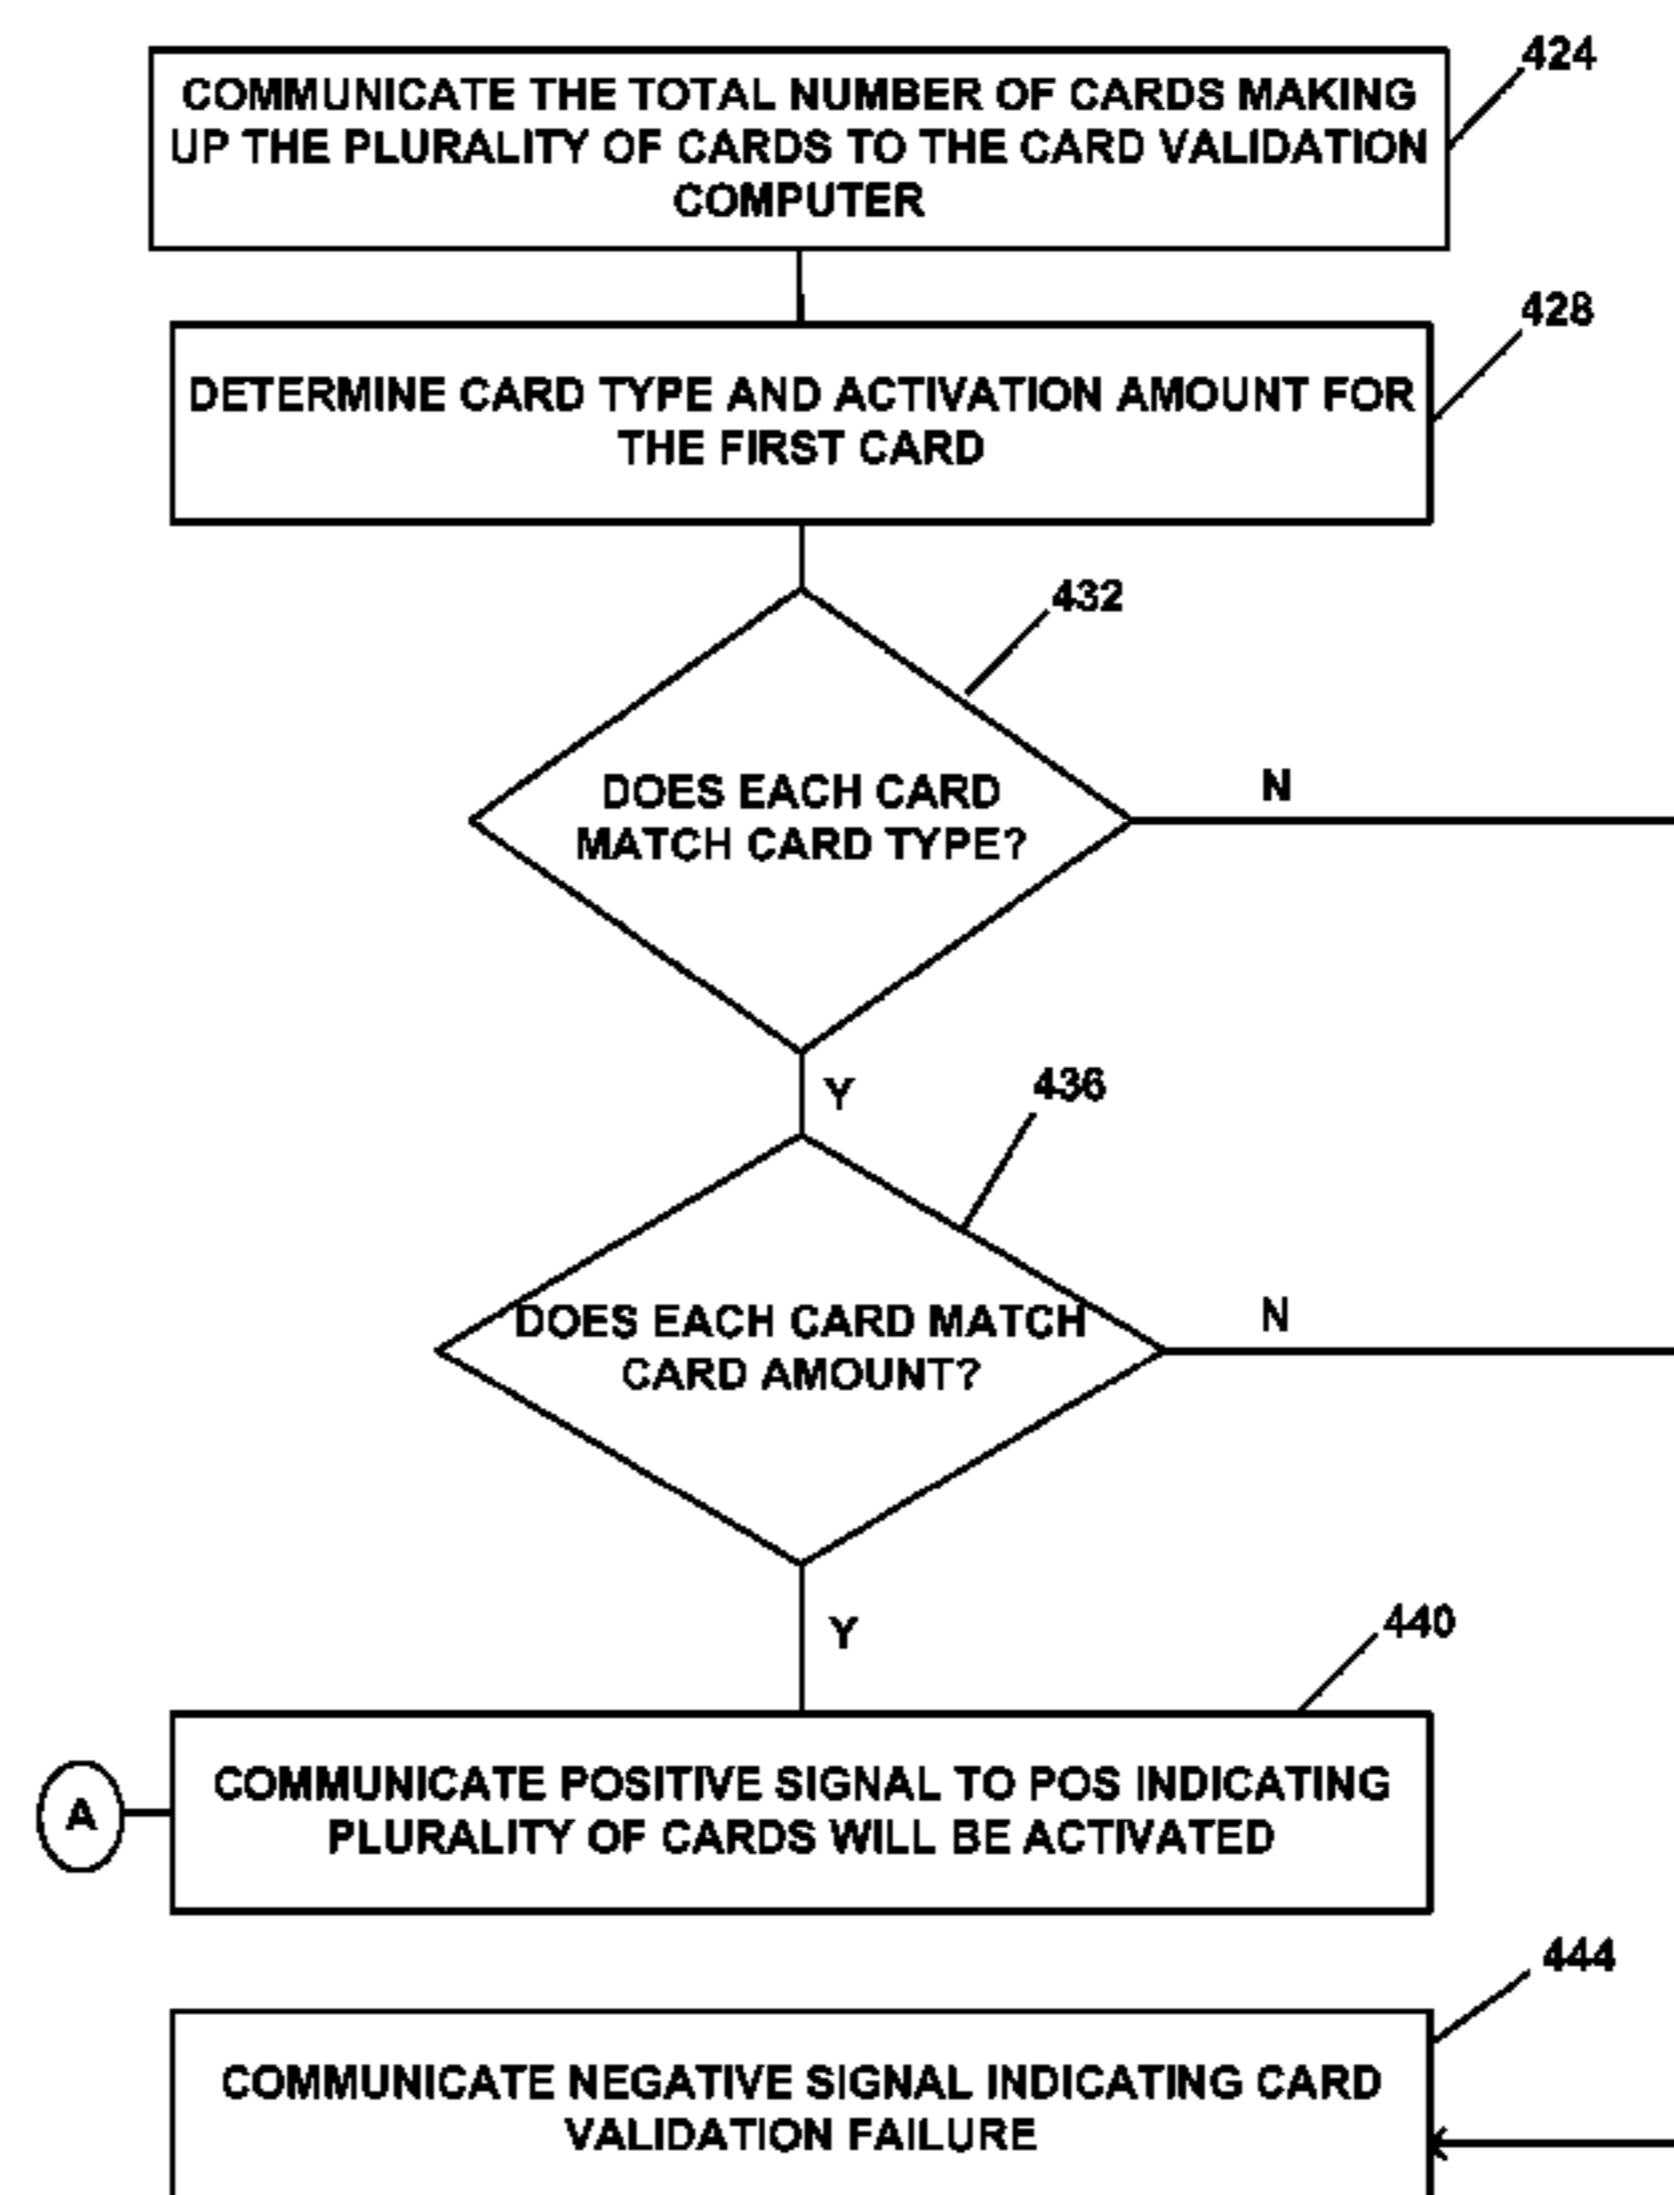 424
COMMUNICATE THE TOTAL NUMBER OF CARDS MAKING
UP THE PLURALITY OF CARDS TO THE CARD VALIDATION
COMPUTER
428
DETERMINE CARD TYPE AND ACTIVATION AMOUNT FOR
THE FIRST CARD
432
DOES EACH CARD
MATCH CARD TYPE?
N
Y
436
DOES EACH CARD MATCH
CARD AMOUNT?
N
Y
440
A
COMMUNICATE POSITIVE SIGNAL TO POS INDICATING
PLURALITY OF CARDS WILL BE ACTIVATED
444
COMMUNICATE NEGATIVE SIGNAL INDICATING CARD
VALIDATION FAILURE